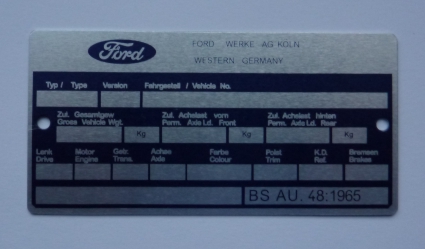 Ford
FORD WERKE AG KÖLN
WESTERN GERMANY
Typ / Type Version Fahrgestell / Vehicle No.
Zul. Gesamtgew Zul. Achslast vorn Zul. Achslast hinten
Gross Vehicle Wgt. Perm. Axle Ld. Front Perm. Axle Ld. Rear
Kg Kg Kg
Lenk Motor Getr. Achse Farbe Polst K.D. Bremsen
Drive Engine Trans. Axle Colour Trim Ref. Brakes
BS AU. 48:1965